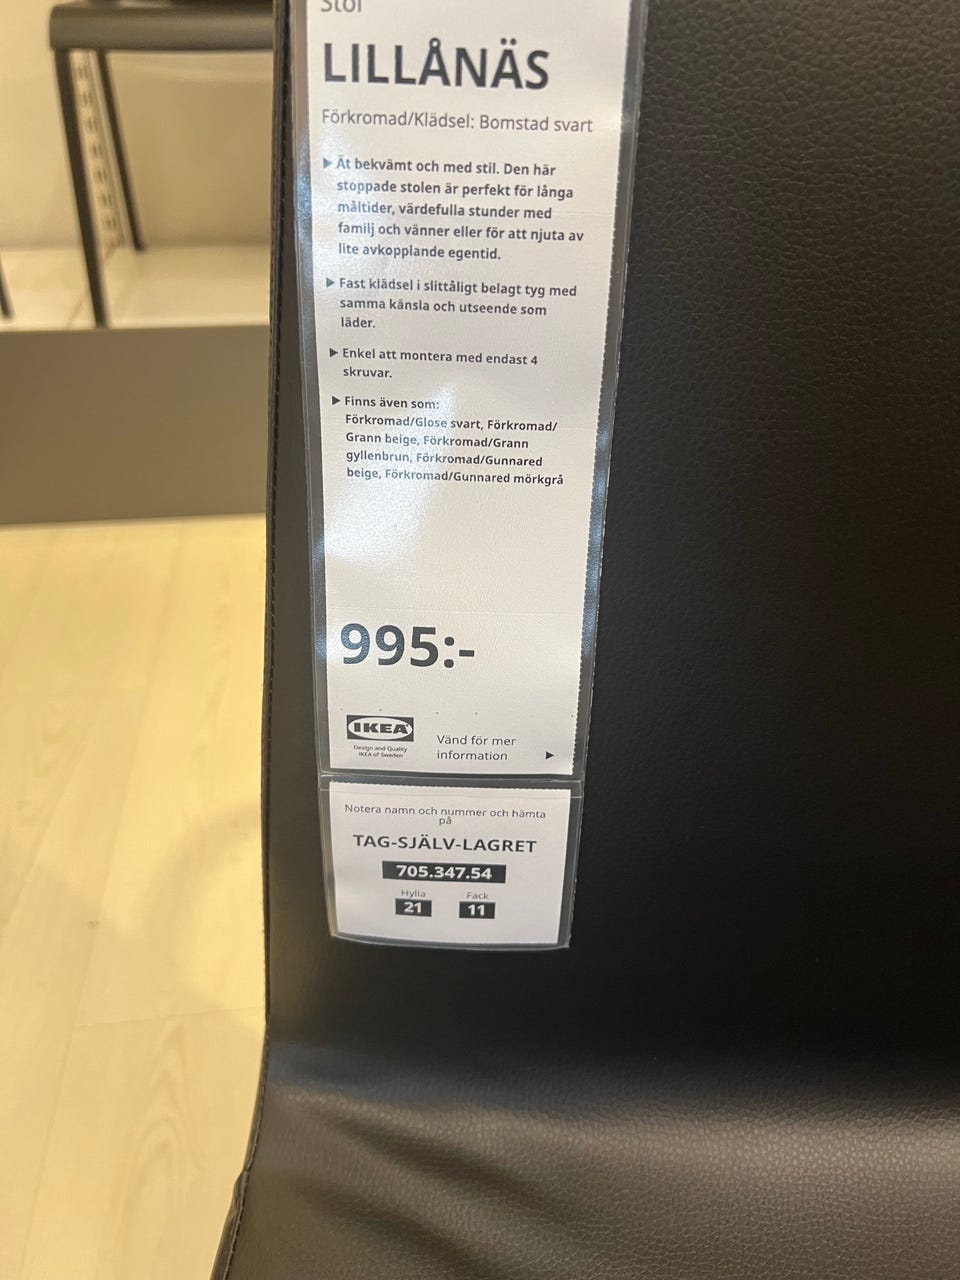 Stol
LILLÅNÄS
Förkromad/Klädsel: Bomstad svart
▶ Ät bekvämt och med stil. Den här
stoppade stolen är perfekt för långa
måltider, värdefulla stunder med
familj och vänner eller för att njuta av
lite avkopplande egentid.
▶ Fast klädsel i slittåligt belagt tyg med
samma känsla och utseende som
läder.
▶ Enkel att montera med endast 4
skruvar.
▶ Finns även som:
Förkromad/Glose svart, Förkromad/
Grann beige, Förkromad/Grann
gyllenbrun, Förkromad/Gunnared
beige, Förkromad/Gunnared mörkgrå
995:-
IKEA
Design and Quality
IKEA of Sweden
Vänd för mer
information ▶
Notera namn och nummer och hämta
på
TAG-SJÄLV-LAGRET
705.347.54
Hylla Fack
21 11